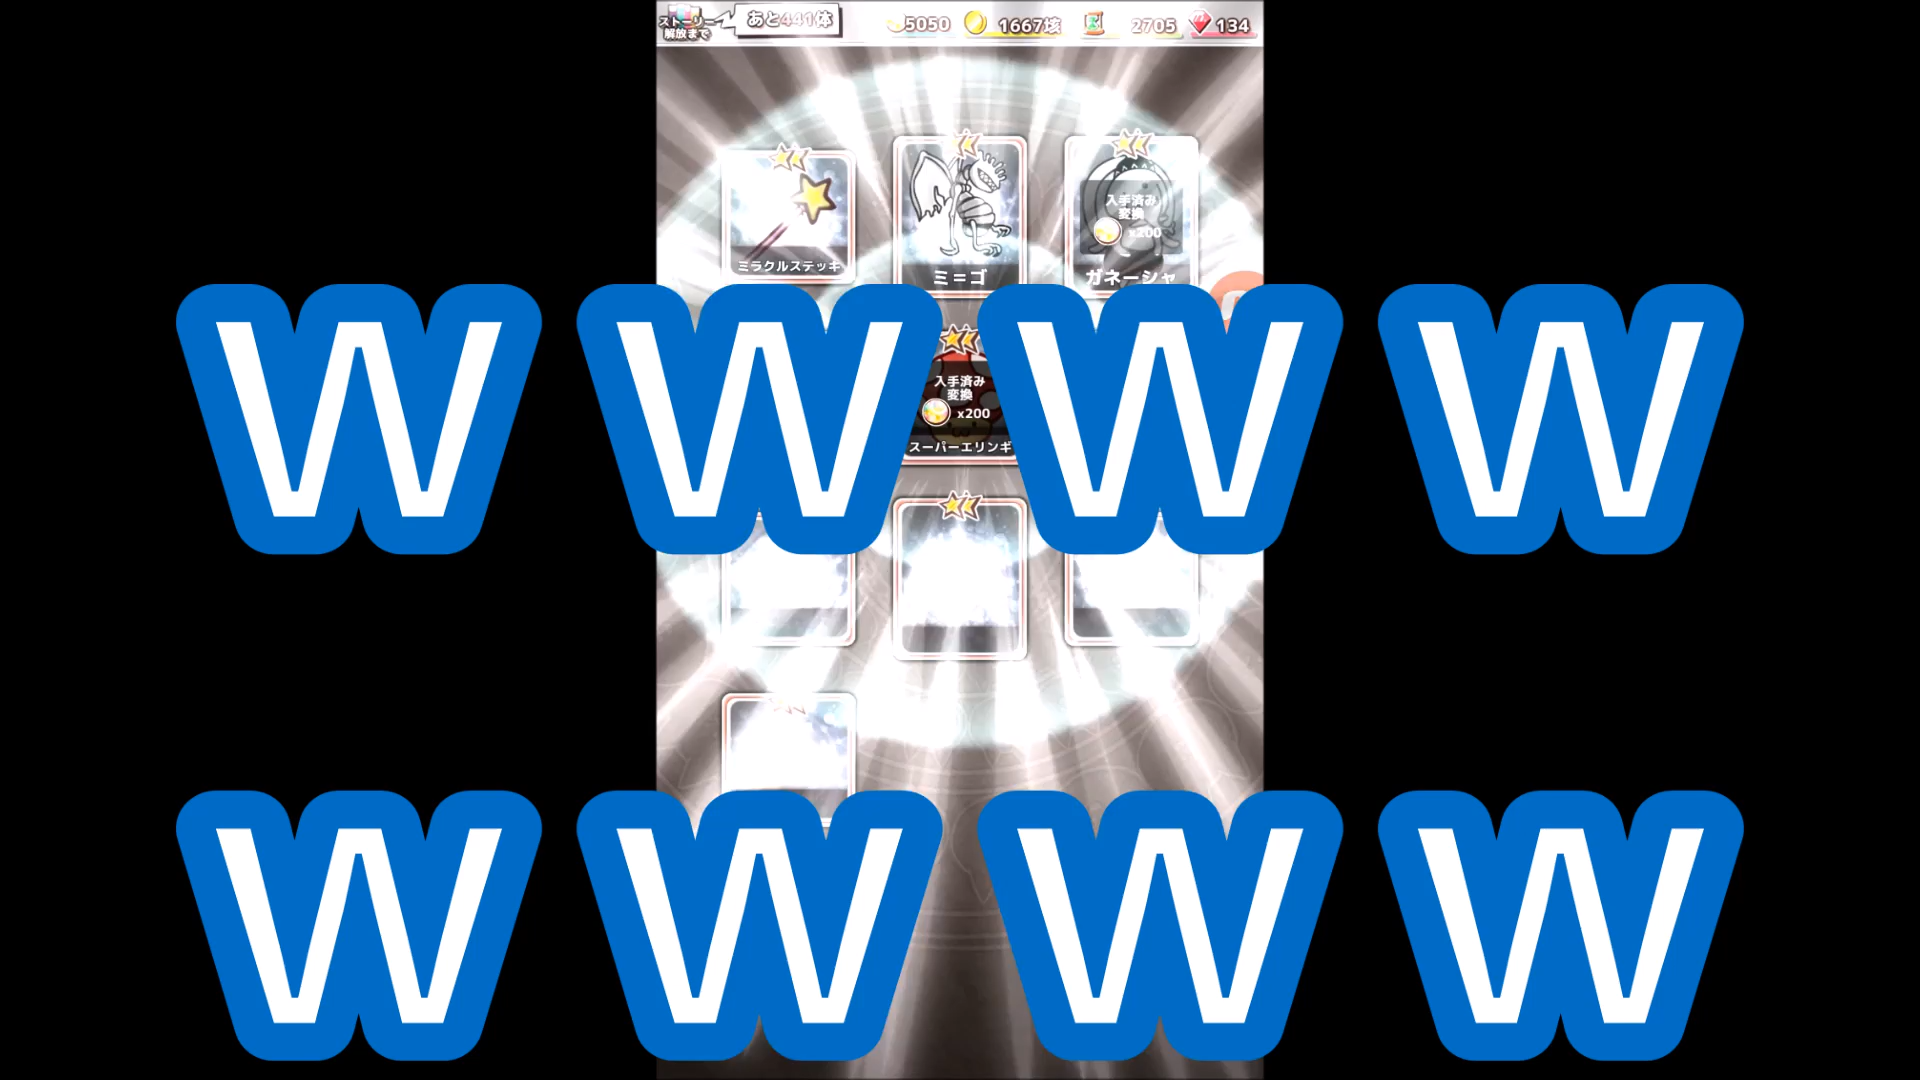 ストーリー
解放まで
あと441体
5050
1667垓
2705
134
ミラクルステッキ
ミ=ゴ
入手済み
変換
x200
ガネーシャ
入手済み
変換
x200
スーパーエリンギ
W W W W
W W W W